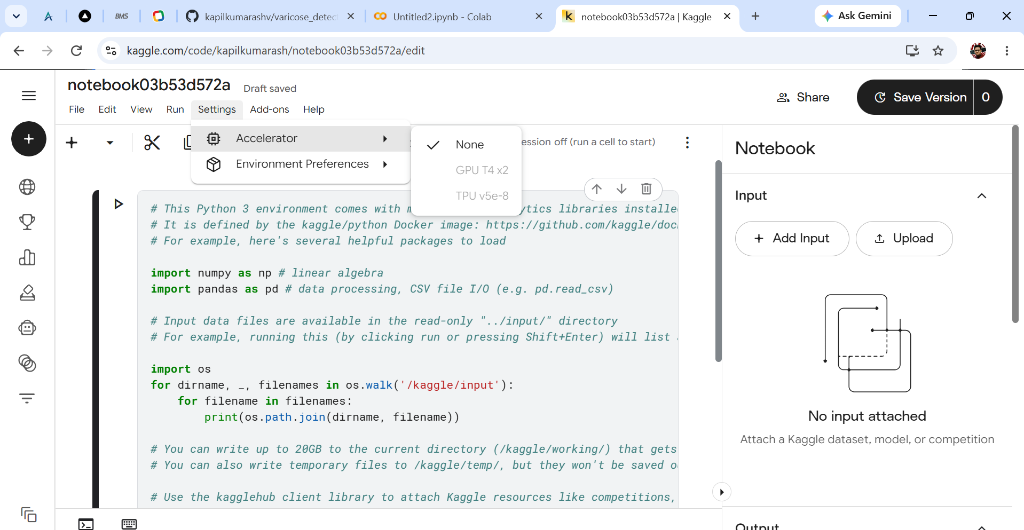 BMS
kapilkumarashv/varicose_detec
Untitled2.ipynb - Colab
notebook03b53d572a | Kaggle
Ask Gemini
kaggle.com/code/kapilkumarash/notebook03b53d572a/edit
notebook03b53d572a
Draft saved
File Edit View Run Settings Add-ons Help
Share
Save Version
0
Accelerator
Environment Preferences
None
GPU T4 x2
TPU v5e-8
ession off (run a cell to start)
# This Python 3 environment comes with m ytics libraries installe
# It is defined by the kaggle/python Docker image: https://github.com/kaggle/doc
# For example, here's several helpful packages to load
import numpy as np # linear algebra
import pandas as pd # data processing, CSV file I/O (e.g. pd.read_csv)
# Input data files are available in the read-only "../input/" directory
# For example, running this (by clicking run or pressing Shift+Enter) will list
import os
for dirname, _, filenames in os.walk('/kaggle/input'):
for filename in filenames:
print(os.path.join(dirname, filename))
# You can write up to 20GB to the current directory (/kaggle/working/) that gets
# You can also write temporary files to /kaggle/temp/, but they won't be saved o
# Use the kagglehub client library to attach Kaggle resources like competitions,
Notebook
Input
+ Add Input
Upload
No input attached
Attach a Kaggle dataset, model, or competition
Output